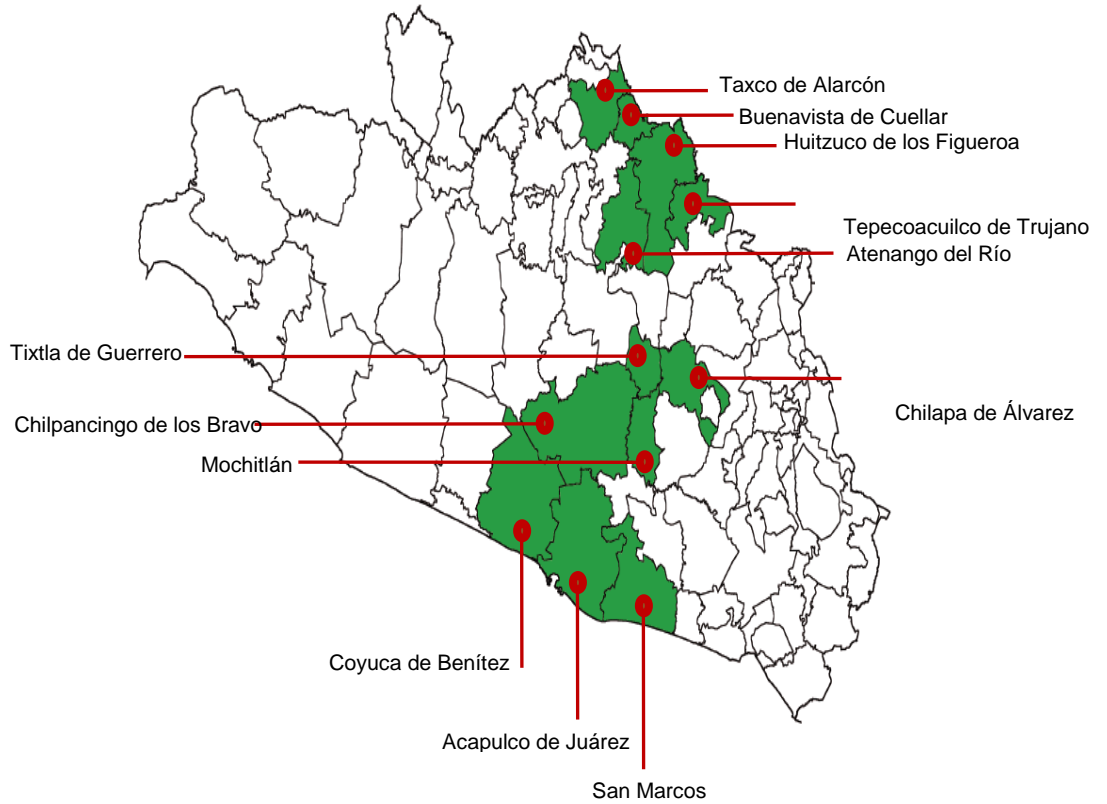 Taxco de Alarcón
Buenavista de Cuellar
Huitzuco de los Figueroa
Tepecoacuilco de Trujano
Atenango del Río
Tixtla de Guerrero
Chilapa de Álvarez
Chilpancingo de los Bravo
Mochitlán
Coyuca de Benítez
Acapulco de Juárez
San Marcos